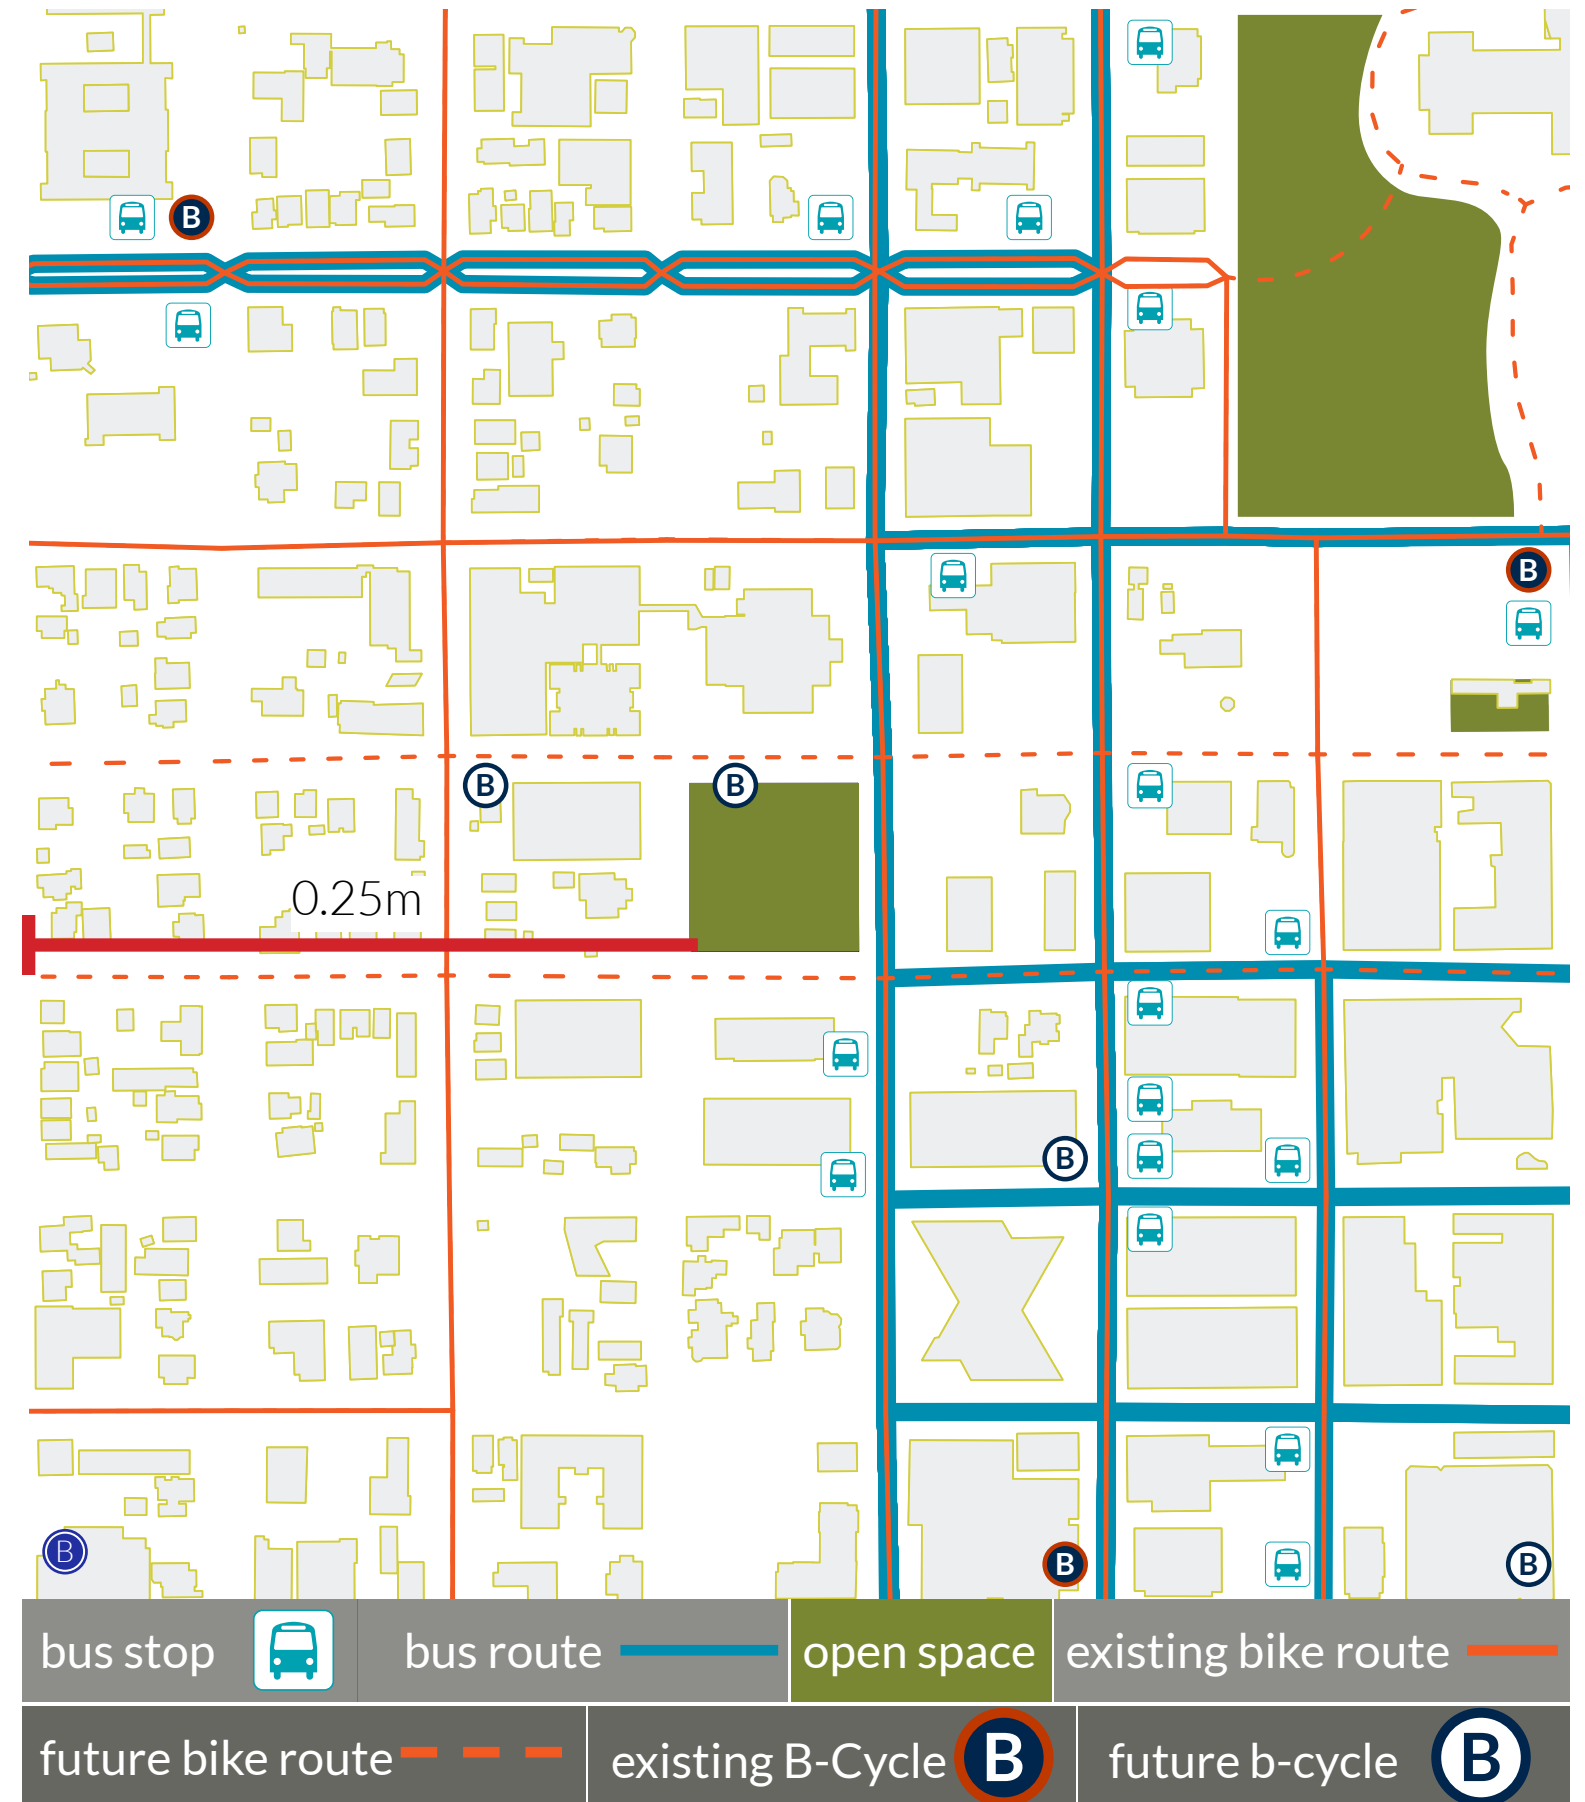 B
B
B
B
0.25m
B
B
B
B
bus stop
bus route
open space
existing bike route
future bike route
existing B-Cycle
B
future b-cycle
B